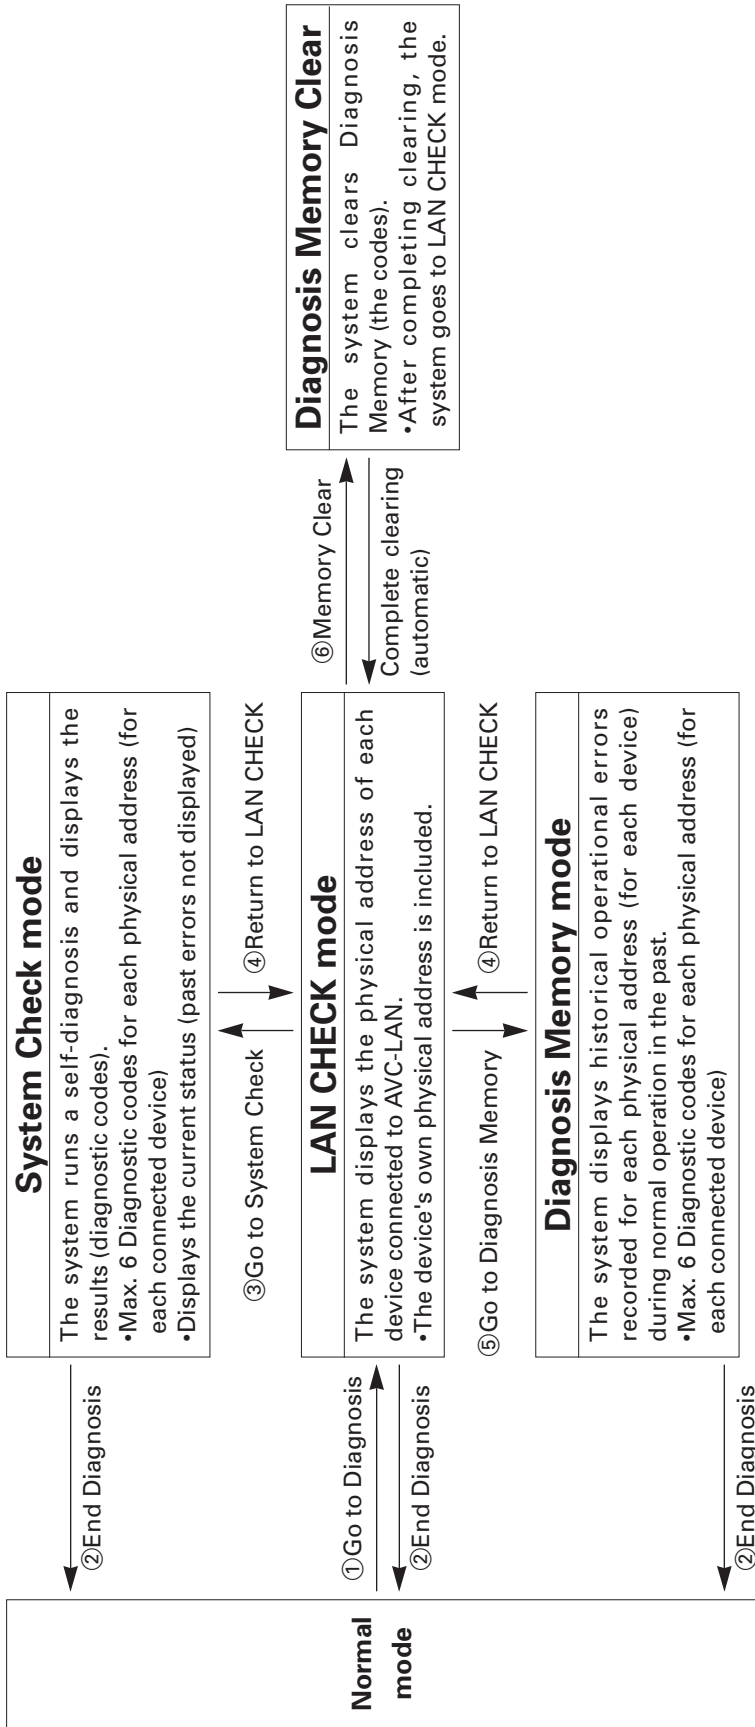 System Check mode
The system runs a self-diagnosis and displays the
results (diagnostic codes).
•Max. 6 Diagnostic codes for each physical address (for
each connected device)
•Displays the current status (past errors not displayed)
②End Diagnosis
③Go to System Check
④Return to LAN CHECK
Normal
mode
①Go to Diagnosis
②End Diagnosis
LAN CHECK mode
The system displays the physical address of each
device connected to AVC-LAN.
•The device's own physical address is included.
⑥Memory Clear
Complete clearing
(automatic)
Diagnosis Memory Clear
The system clears Diagnosis
Memory (the codes).
•After completing clearing, the
system goes to LAN CHECK mode.
⑤Go to Diagnosis Memory
④Return to LAN CHECK
Diagnosis Memory mode
The system displays historical operational errors
recorded for each physical address (for each device)
during normal operation in the past.
•Max. 6 Diagnostic codes for each physical address (for
each connected device)
②End Diagnosis